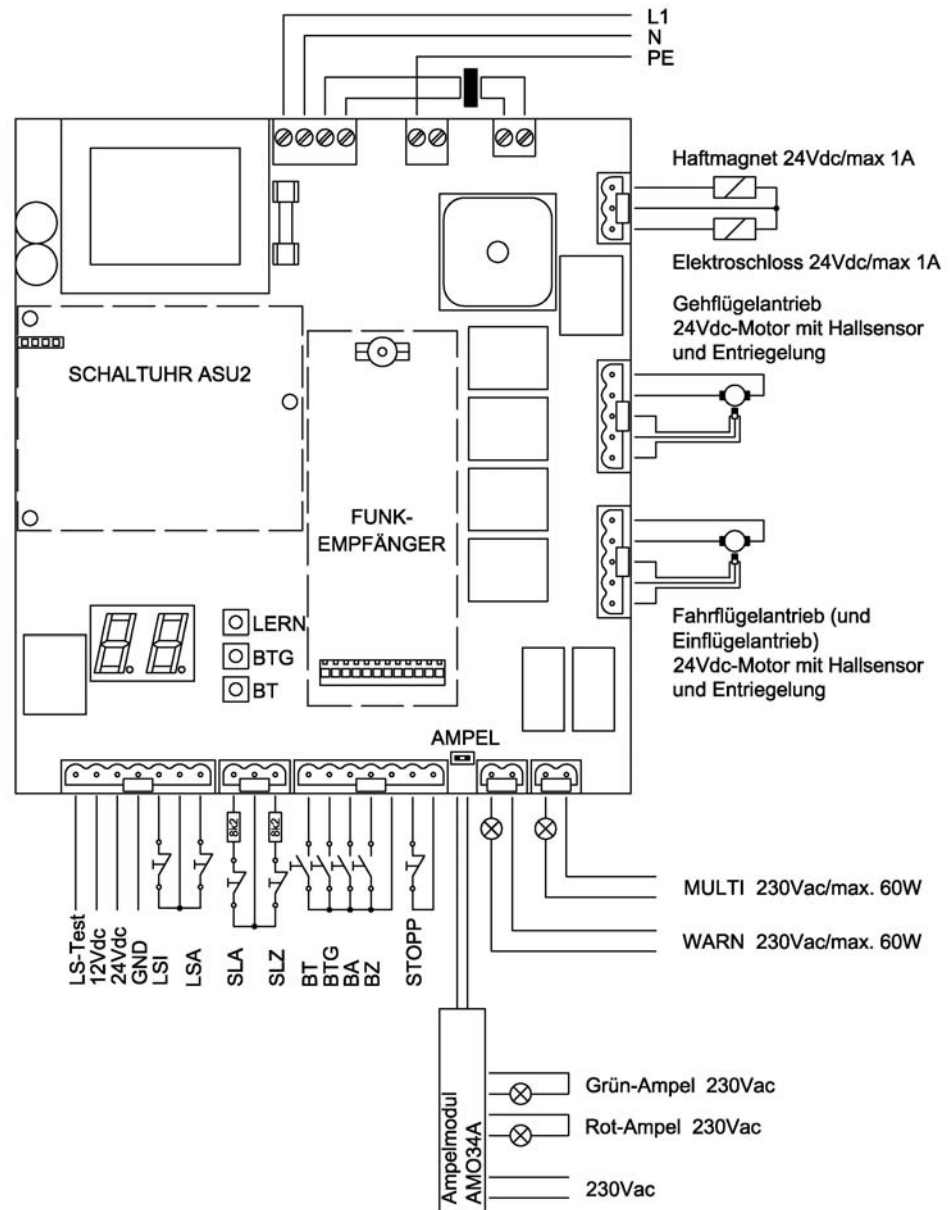 L1
N
PE
Haftmagnet 24Vdc/max 1A
Elektroschloss 24Vdc/max 1A
Gehflügelantrieb
24Vdc-Motor mit Hallsensor
und Entriegelung
SCHALTUHR ASU2
FUNK-
EMPFÄNGER
Fahrflügelantrieb (und
Einflügelantrieb)
24Vdc-Motor mit Hallsensor
und Entriegelung
8.8.
LERN
BTG
BT
AMPEL
8k2
8k2
LS-Test
12Vdc
24Vdc
GND
LSI
LSA
SLA
SLZ
BT
BTG
BA
BZ
STOPP
MULTI 230Vac/max. 60W
WARN 230Vac/max. 60W
Ampelmodul
AMO34A
Grün-Ampel 230Vac
Rot-Ampel 230Vac
230Vac